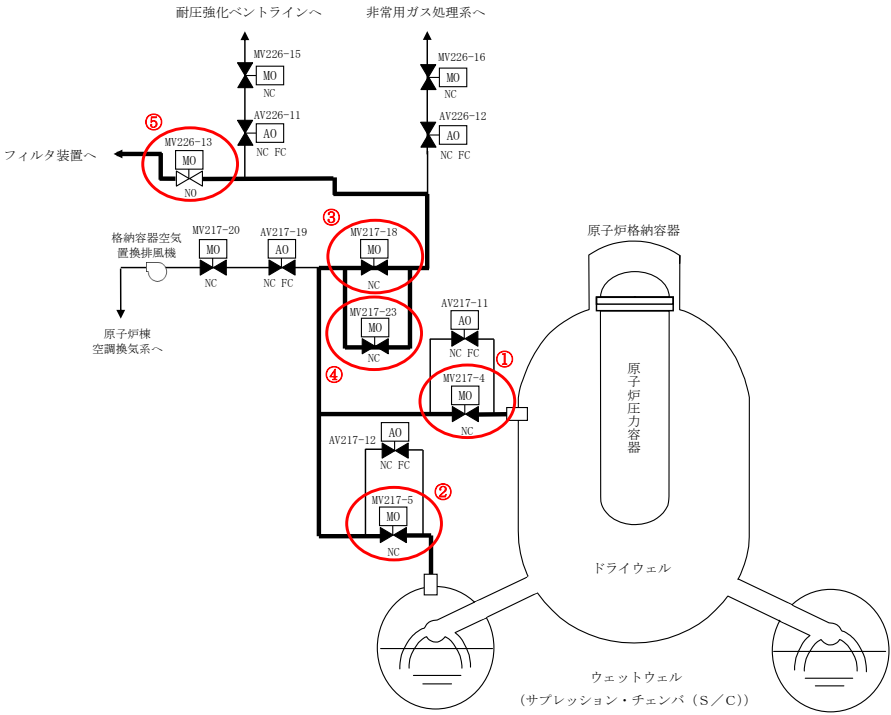 耐圧強化ベントラインへ
非常用ガス処理系へ
MV226-15
MO
NC
MV226-16
MO
NC
AV226-11
AO
NC FC
AV226-12
AO
NC FC
⑤
MV226-13
MO
NO
フィルタ装置へ
③
MV217-18
MO
NC
格納容器空気
置換排風機
MV217-20
MO
NC
AV217-19
AO
NC FC
原子炉棟
空調換気系へ
MV217-23
MO
NC
④
AV217-11
AO
NC FC
①
MV217-4
MO
NC
AV217-12
AO
NC FC
②
MV217-5
MO
NC
原子炉格納容器
原子炉圧力容器
ドライウェル
ウェットウェル
(サプレッション・チェンバ(S/C))